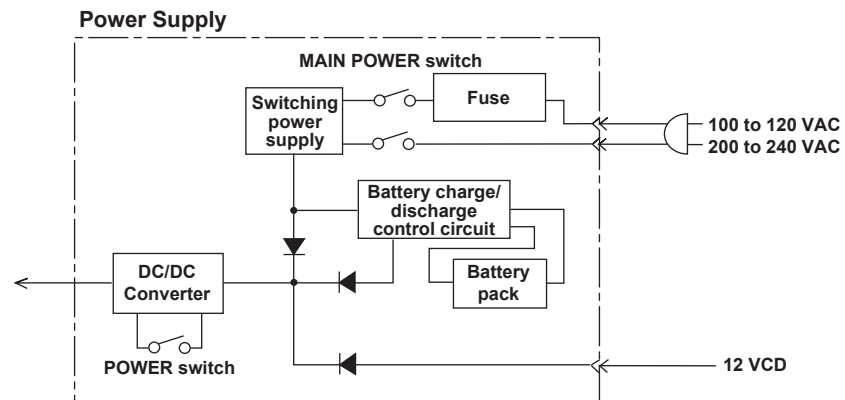 Power Supply
MAIN POWER switch
Switching
power
supply
Fuse
100 to 120 VAC
200 to 240 VAC
Battery charge/
discharge
control circuit
DC/DC
Converter
Battery
pack
POWER switch
12 VCD